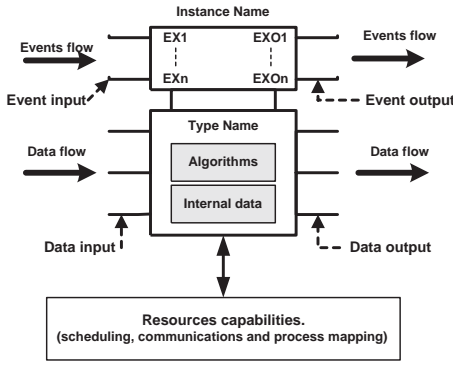 Instance Name
Events flow
EX1
EXO1
Events flow
EXn
EXOn
Event input
Event output
Type Name
Data flow
Data flow
Algorithms
Internal data
Data input
Data output
Resources capabilities.
(scheduling, communications and process mapping)